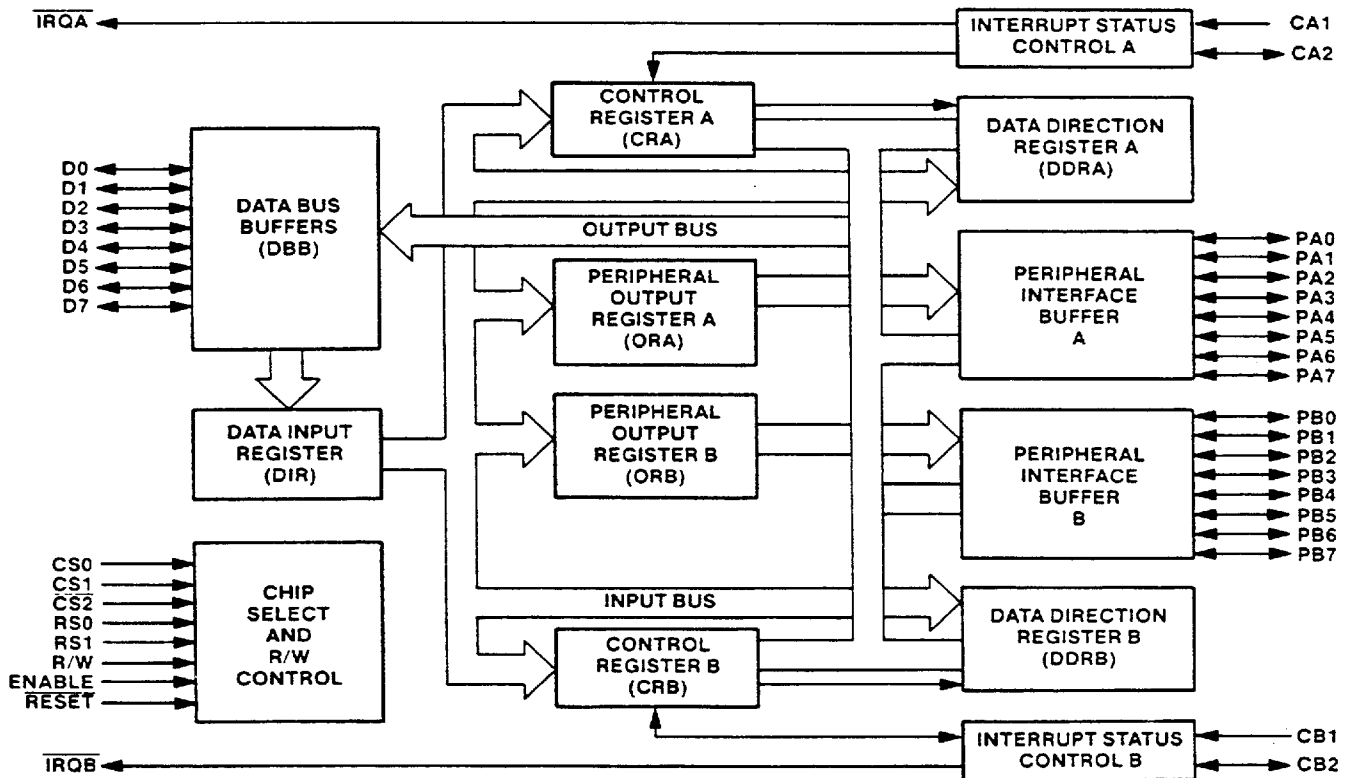 IRQA
INTERRUPT STATUS
CONTROL A
CA1
CA2
CONTROL
REGISTER A
(CRA)
DATA DIRECTION
REGISTER A
(DDRA)
DATA BUS
BUFFERS
(DBB)
D0
D1
D2
D3
D4
D5
D6
D7
OUTPUT BUS
PERIPHERAL
OUTPUT
REGISTER A
(ORA)
PERIPHERAL
INTERFACE
BUFFER
A
PA0
PA1
PA2
PA3
PA4
PA5
PA6
PA7
DATA INPUT
REGISTER
(DIR)
PERIPHERAL
OUTPUT
REGISTER B
(ORB)
PERIPHERAL
INTERFACE
BUFFER
B
PB0
PB1
PB2
PB3
PB4
PB5
PB6
PB7
CS0
CS1
CS2
RS0
RS1
R/W
ENABLE
RESET
CHIP
SELECT
AND
R/W
CONTROL
INPUT BUS
CONTROL
REGISTER B
(CRB)
DATA DIRECTION
REGISTER B
(DDRB)
IRQB
INTERRUPT STATUS
CONTROL B
CB1
CB2